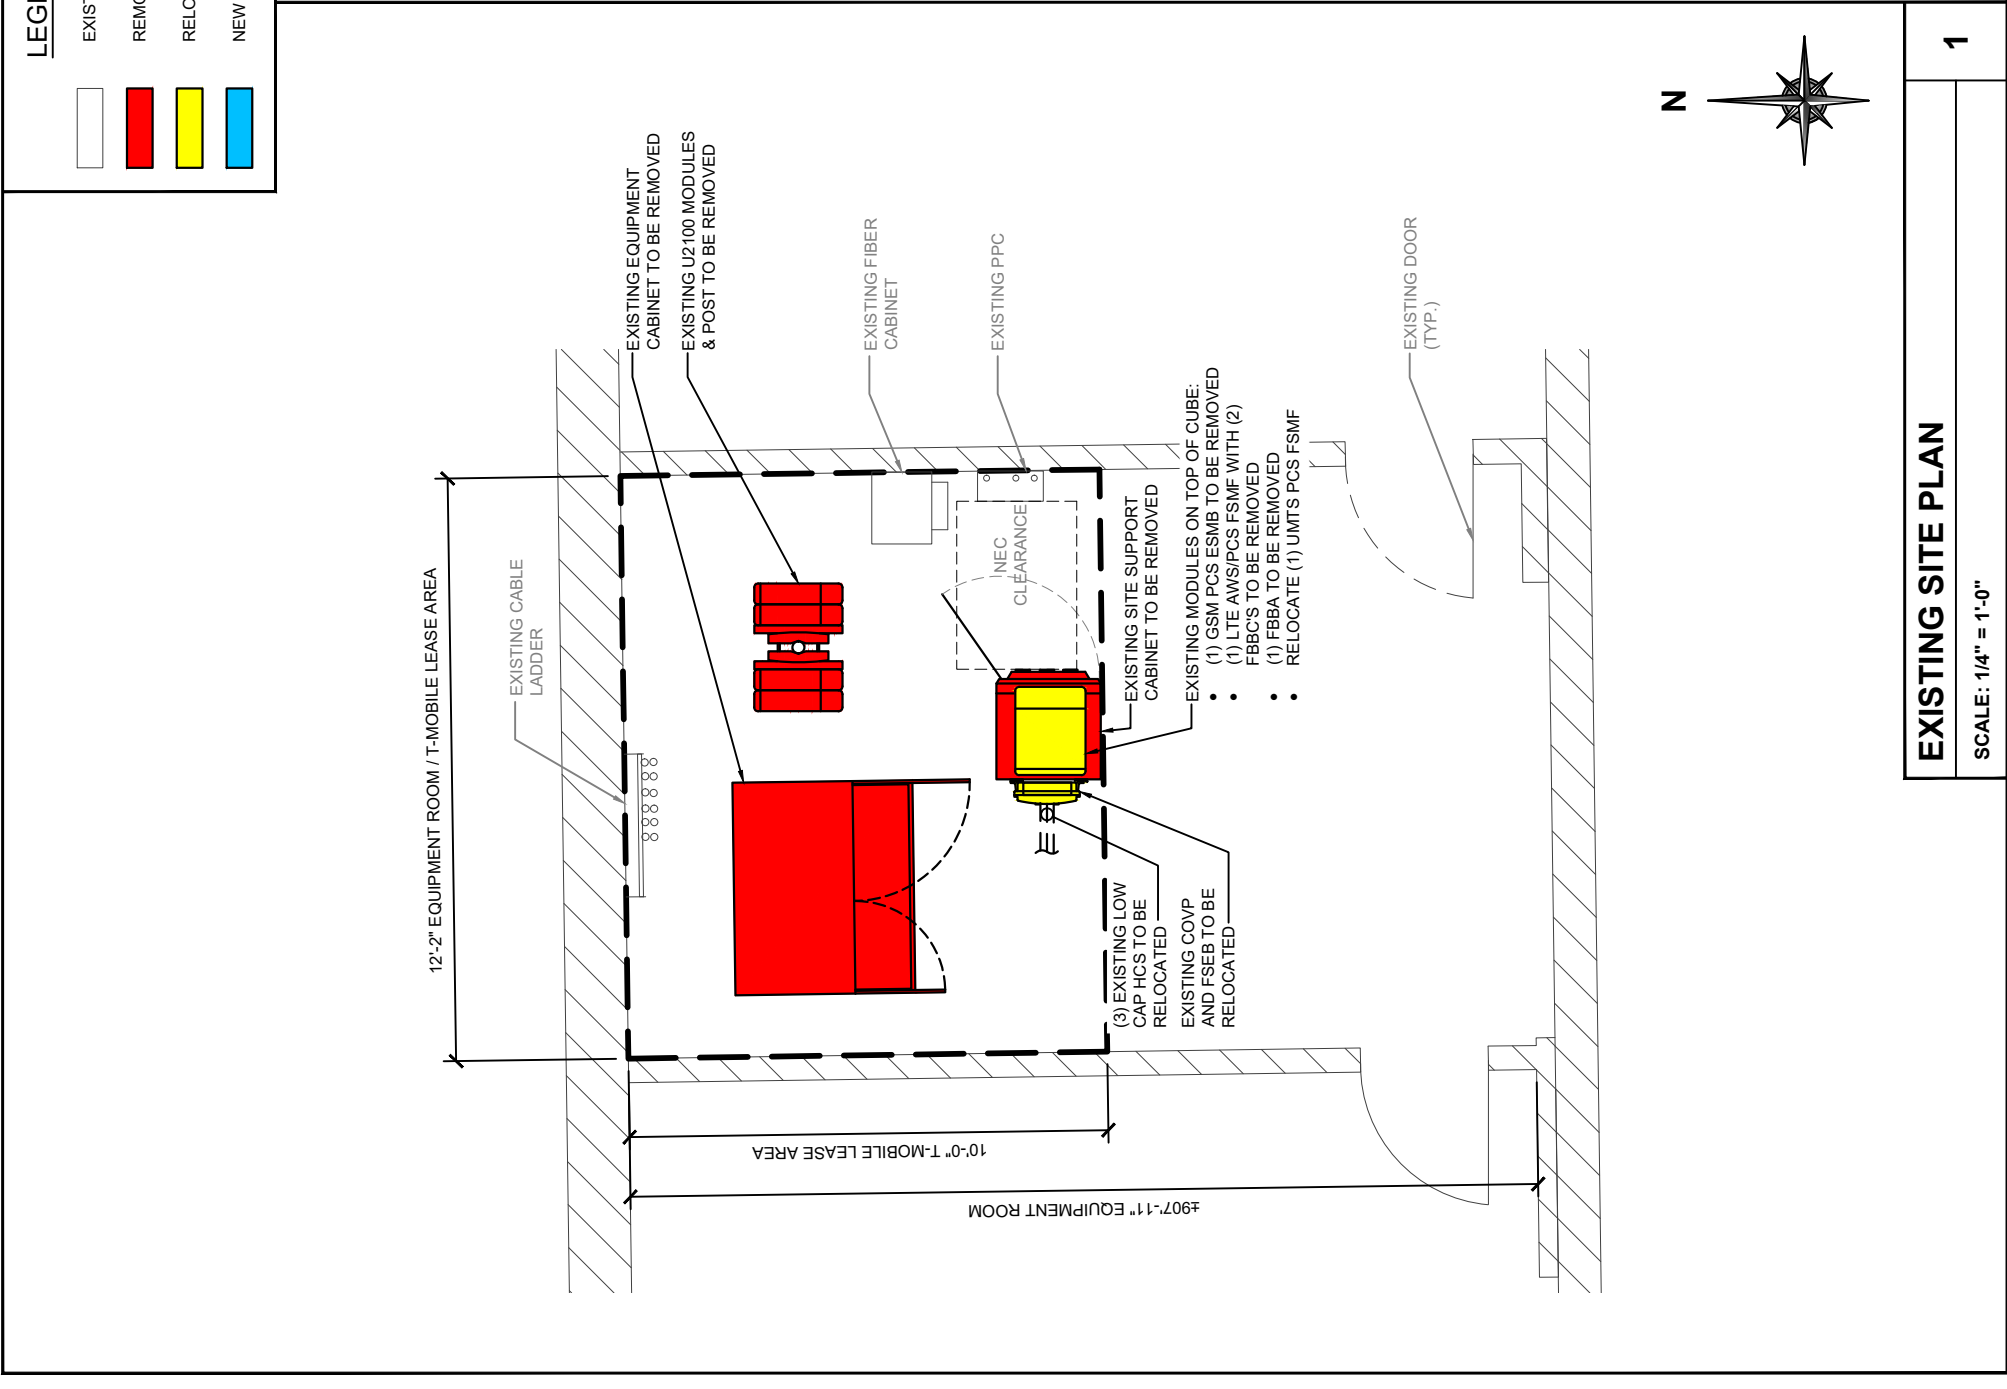 LEGE
EXIST
REMO
RELO
NEW
12'-2" EQUIPMENT ROOM / T-MOBILE LEASE AREA
EXISTING CABLE
LADDER
EXISTING EQUIPMENT
CABINET TO BE REMOVED
EXISTING U2100 MODULES
& POST TO BE REMOVED
EXISTING FIBER
CABINET
EXISTING PPC
NEC
CLEARANCE
EXISTING SITE SUPPORT
CABINET TO BE REMOVED
EXISTING MODULES ON TOP OF CUBE:
• (1) GSM PCS ESMB TO BE REMOVED
• (1) LTE AWS/PCS FSMF WITH (2)
FBBC'S TO BE REMOVED
• (1) FBBA TO BE REMOVED
• RELOCATE (1) UMTS PCS FSMF
EXISTING DOOR
(TYP.)
(3) EXISTING LOW
CAP HCS TO BE
RELOCATED
EXISTING COVP
AND FSEB TO BE
RELOCATED
10'-0" T-MOBILE LEASE AREA
±907'-11" EQUIPMENT ROOM
N
EXISTING SITE PLAN
SCALE: 1/4" = 1'-0"
1